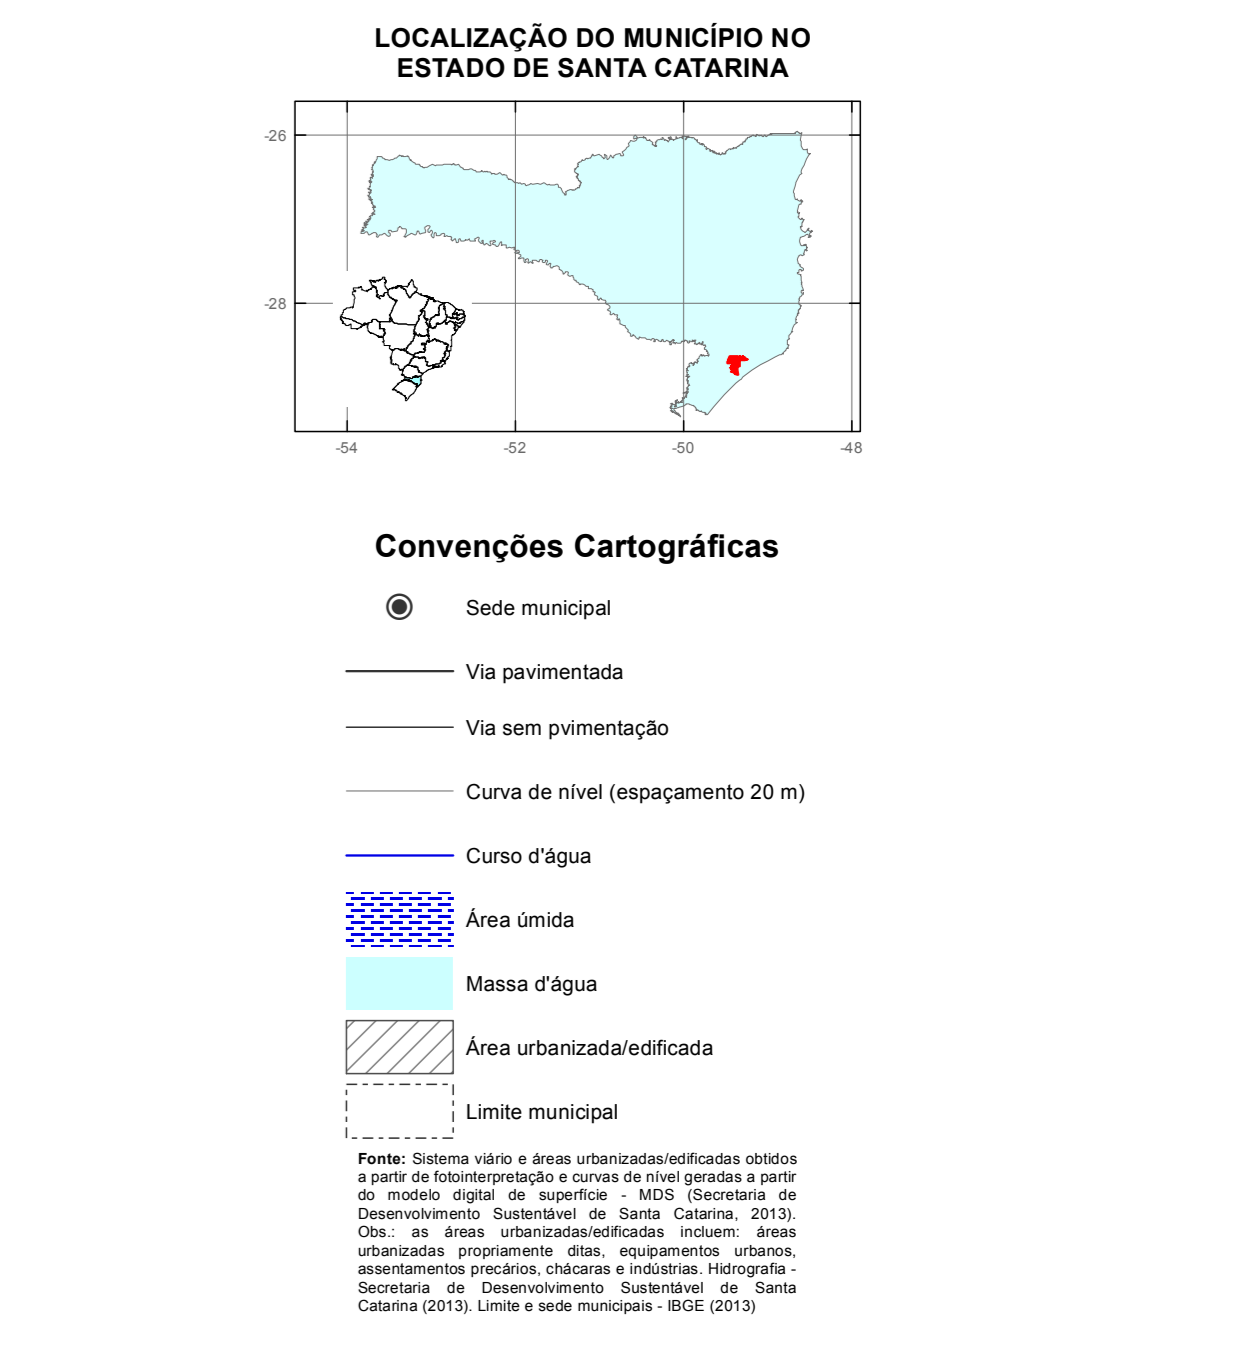 LOCALIZAÇÃO DO MUNICÍPIO NO
ESTADO DE SANTA CATARINA
-26
-28
-54
-52
-50
-48
Convenções Cartográficas
Sede municipal
Via pavimentada
Via sem pvimentação
Curva de nível (espaçamento 20 m)
Curso d'água
Área úmida
Massa d'água
Área urbanizada/edificada
Limite municipal
Fonte: Sistema viário e áreas urbanizadas/edificadas obtidos
a partir de fotointerpretação e curvas de nível geradas a partir
do modelo digital de superfície - MDS (Secretaria de
Desenvolvimento Sustentável de Santa Catarina, 2013).
Obs.: as áreas urbanizadas/edificadas incluem: áreas
urbanizadas propriamente ditas, equipamentos urbanos,
assentamentos precários, chácaras e indústrias. Hidrografia -
Secretaria de Desenvolvimento Sustentável de Santa
Catarina (2013). Limite e sede municipais - IBGE (2013)